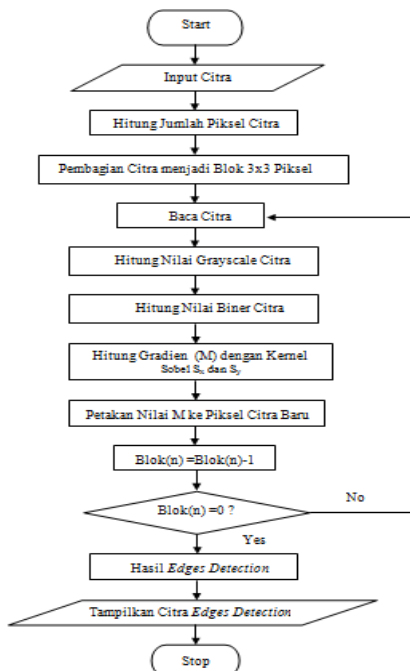 Start
Input Citra
Hitung Jumlah Piksel Citra
Pembagian Citra menjadi Blok 3x3 Piksel
Baca Citra
Hitung Nilai Grayscale Citra
Hitung Nilai Biner Citra
Hitung Gradien (M) dengan Kernel
Sobel Sx dan Sy
Petakan Nilai M ke Piksel Citra Baru
Blok(n) =Blok(n)-1
Blok(n) =0 ?
No
Yes
Hasil Edges Detection
Tampilkan Citra Edges Detection
Stop